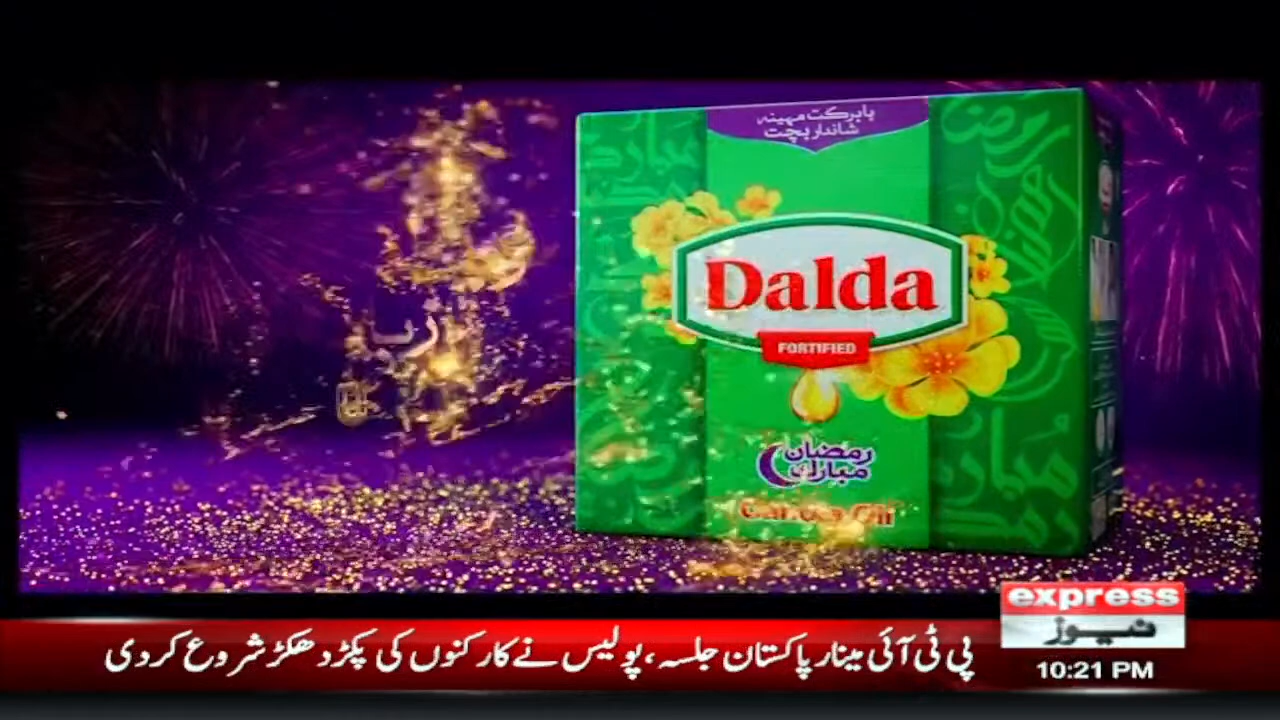 بابرکت مہینہ
شاندار بچت
Dalda
FORTIFIED
رمضان
مبارک
Canola Oil
express
نیوز
10:21 PM
پی ٹی آئی مینار پاکستان جلسہ، پولیس نے کارکنوں کی پکڑ دھکڑ شروع کر دی